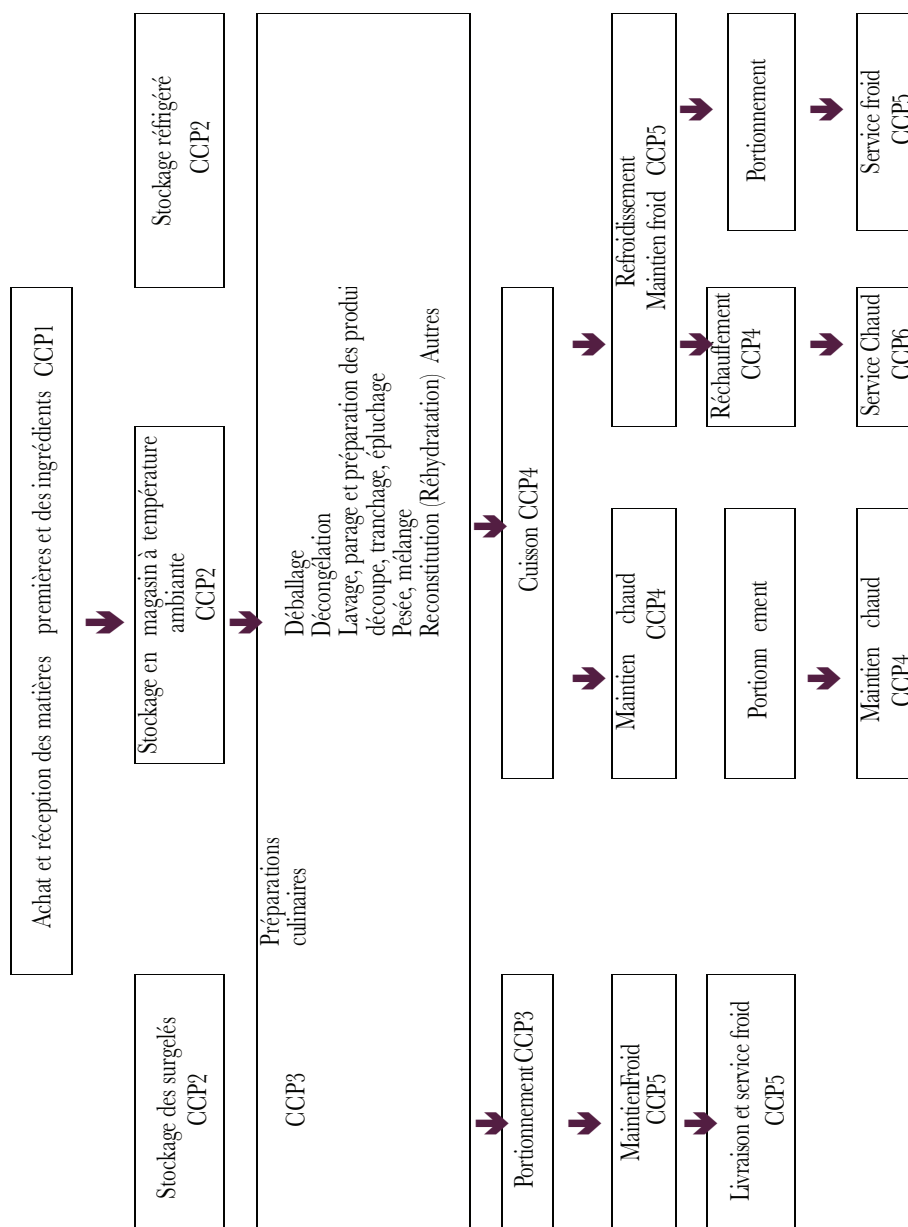 Achat et réception des matières premières et des ingrédients CCP1
Stockage des surgelés
CCP2
Stockage en magasin à température
ambiante
CCP2
Stockage réfrigéré
CCP2
Préparations
culinaires
CCP3
Déballage
Décongélation
Lavage, parage et préparation des produi
découpe, tranchage, épluchage
Pesée, mélange
Reconstitution (Réhydratation) Autres
Portionnement CCP3
Cuisson CCP4
MaintienFroid
CCP5
Maintien chaud
CCP4
Refroidissement
Maintien froid CCP5
Livraison et service froid
CCP5
Portionn ement
Réchauffement
CCP4
Portionnement
Maintien chaud
CCP4
Service Chaud
CCP6
Service froid
CCP5